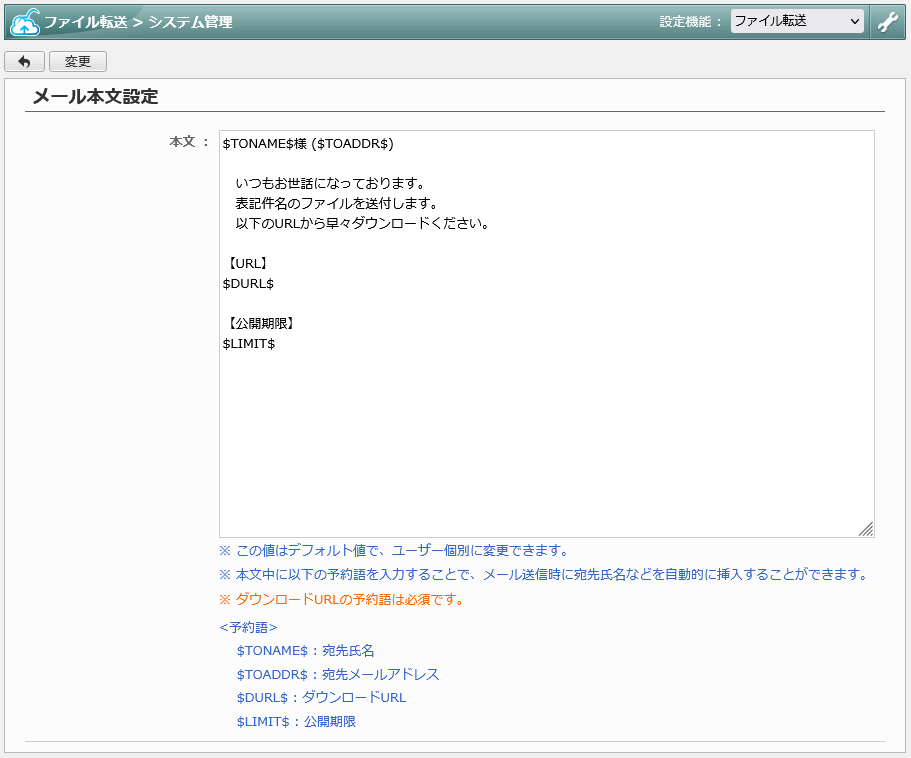 ファイル転送 > システム管理
設定機能： ファイル転送
変更
メール本文設定
本文 ：
$TONAME$様 ($TOADDR$)
いつもお世話になっております。
表記件名のファイルを送付します。
以下のURLから早々ダウンロードください。
【URL】
$DURL$
【公開期限】
$LIMIT$
※ この値はデフォルト値で、ユーザー個別に変更できます。
※ 本文中に以下の予約語を入力することで、メール送信時に宛先氏名などを自動的に挿入することができます。
※ ダウンロードURLの予約語は必須です。
<予約語>
$TONAME$：宛先氏名
$TOADDR$：宛先メールアドレス
$DURL$：ダウンロードURL
$LIMIT$：公開期限